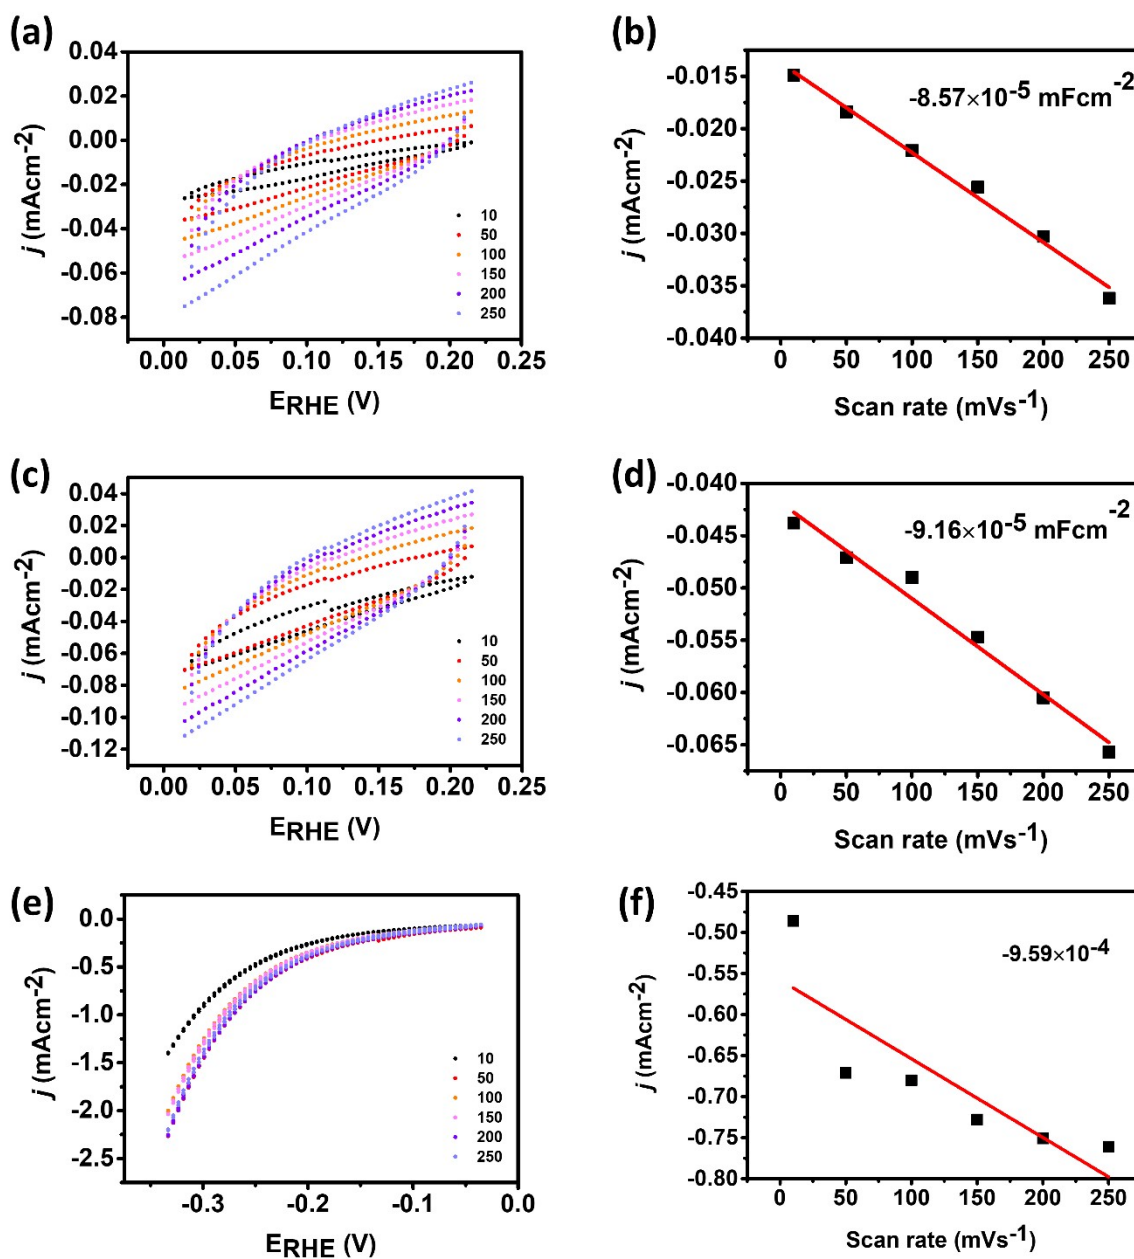 (a)
0.04
0.02
0.00
-0.02
-0.04
-0.06
-0.08
j (mAcm⁻²)
10
50
100
150
200
250
0.00 0.05 0.10 0.15 0.20 0.25
E_RHE (V)
(b)
-0.015
-0.020
-0.025
-0.030
-0.035
-0.040
j (mAcm⁻²)
-8.57×10⁻⁵ mFcm⁻²
0 50 100 150 200 250
Scan rate (mVs⁻¹)
(c)
0.04
0.02
0.00
-0.02
-0.04
-0.06
-0.08
-0.10
-0.12
j (mAcm⁻²)
10
50
100
150
200
250
0.00 0.05 0.10 0.15 0.20 0.25
E_RHE (V)
(d)
-0.040
-0.045
-0.050
-0.055
-0.060
-0.065
j (mAcm⁻²)
-9.16×10⁻⁵ mFcm⁻²
0 50 100 150 200 250
Scan rate (mVs⁻¹)
(e)
0.0
-0.5
-1.0
-1.5
-2.0
-2.5
j (mAcm⁻²)
10
50
100
150
200
250
-0.3 -0.2 -0.1 0.0
E_RHE (V)
(f)
-0.45
-0.50
-0.55
-0.60
-0.65
-0.70
-0.75
-0.80
j (mAcm⁻²)
-9.59×10⁻⁴
0 50 100 150 200 250
Scan rate (mVs⁻¹)